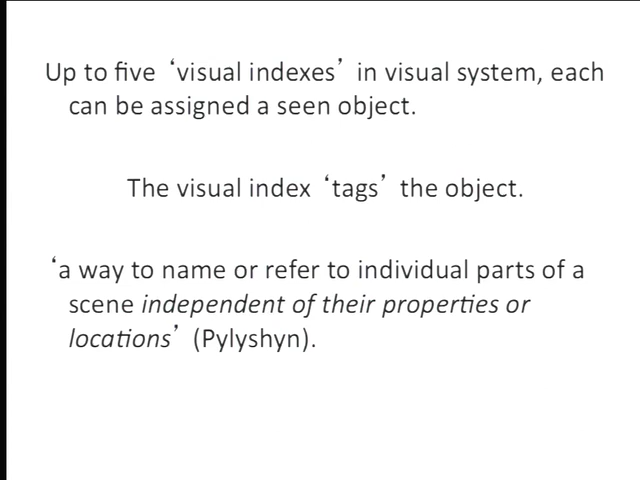 Up to five ‘visual indexes’ in visual system, each
can be assigned a seen object.
The visual index ‘tags’ the object.
‘a way to name or refer to individual parts of a
scene independent of their properties or
locations’ (Pylyshyn).